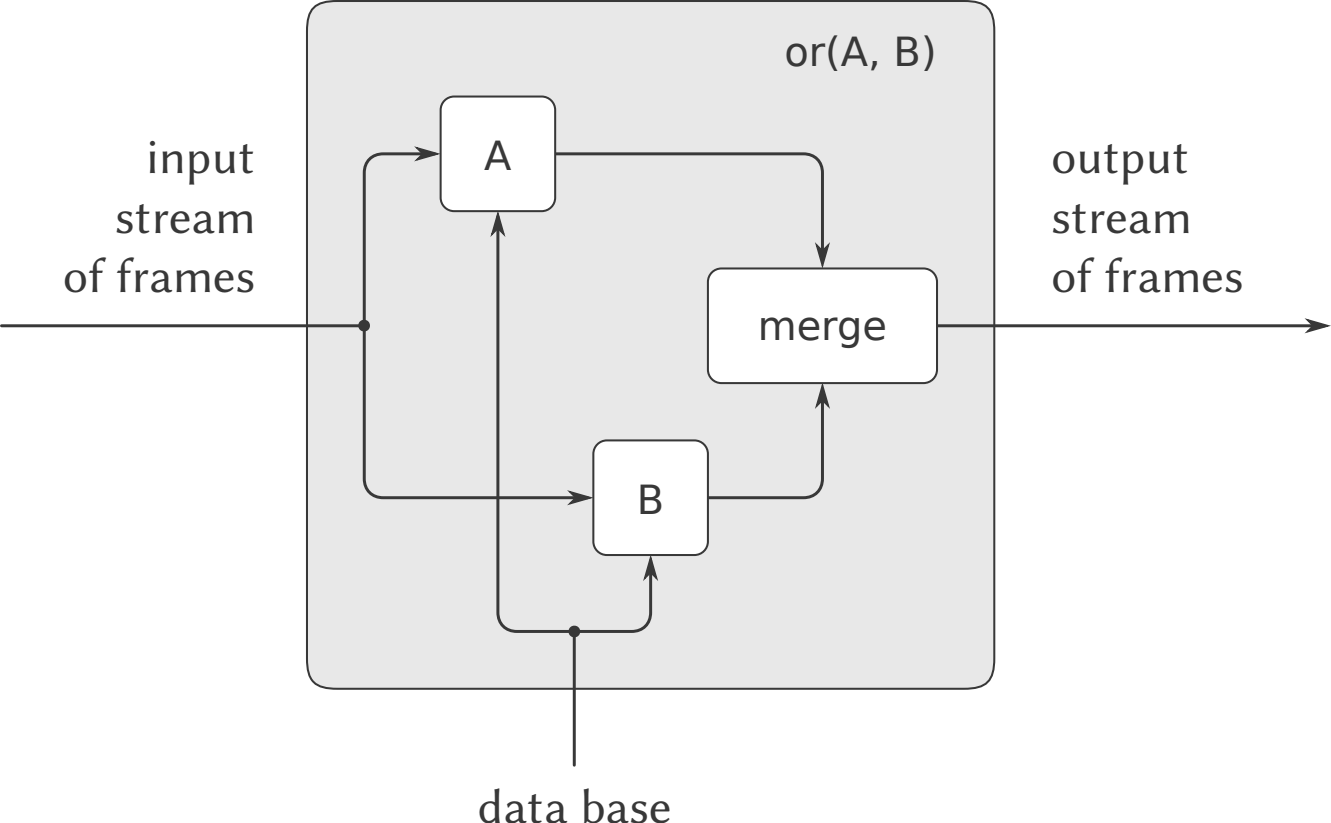 or(A, B)
input
stream
of frames
A
output
stream
of frames
merge
B
data base